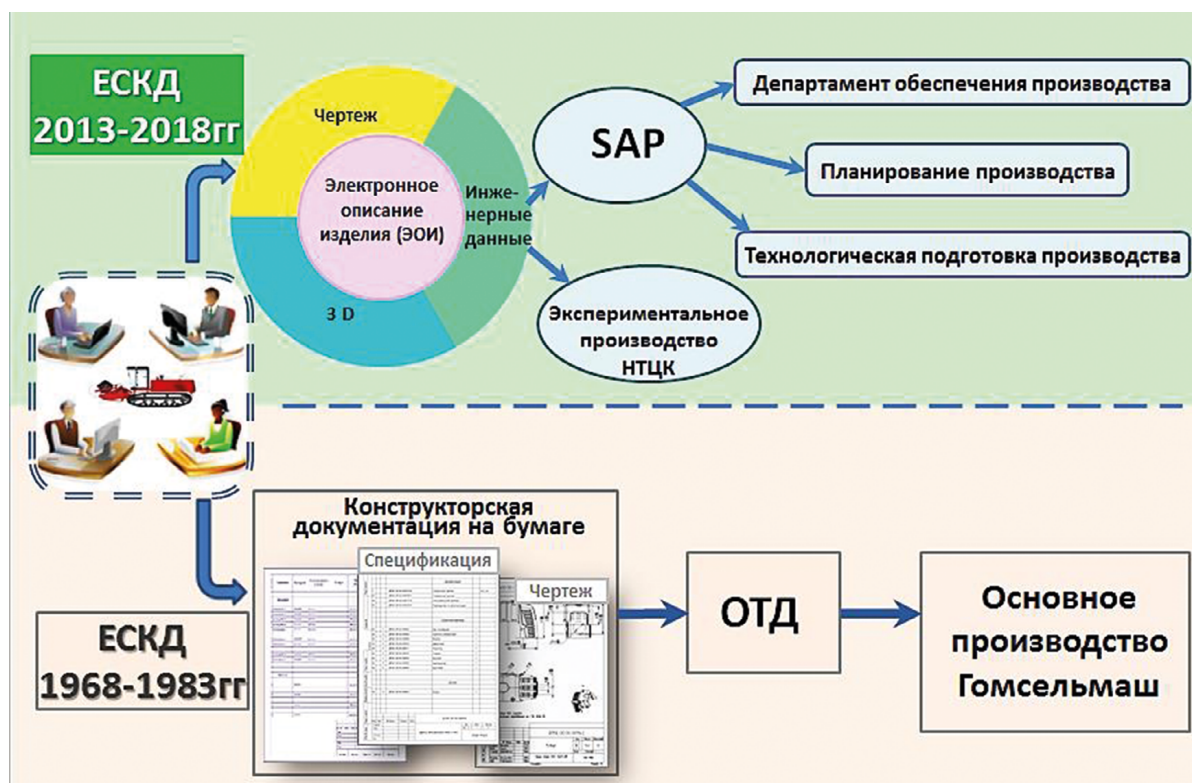 ЕСКД
2013-2018гг
Чертеж
Электронное
описание
изделия (ЭОИ)
Инже-
нерные
данные
3 D
SAP
Департамент обеспечения производства
Планирование производства
Технологическая подготовка производства
Экспериментальное
производство
НТЦК
Конструкторская
документация на бумаге
Спецификация
Чертеж
ЕСКД
1968-1983гг
ОТД
Основное
производство
Гомсельмаш